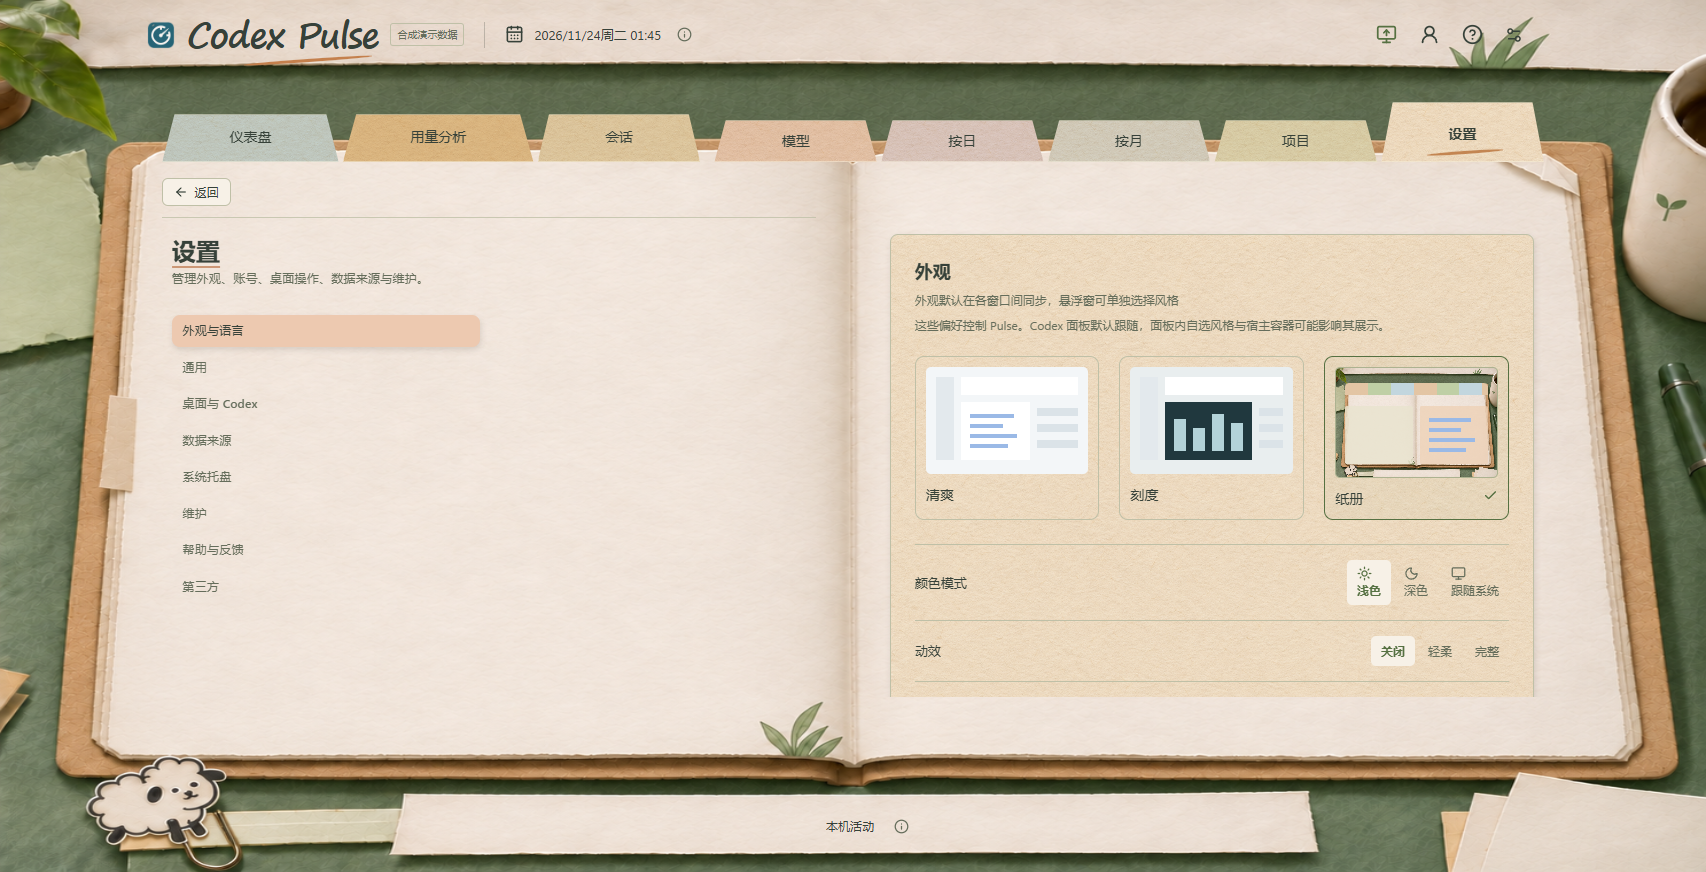 Codex Pulse
合成演示数据
2026/11/24周二 01:45
仪表盘
用量分析
会话
模型
按日
按月
项目
设置
返回
设置
管理外观、账号、桌面操作、数据来源与维护。
外观与语言
通用
桌面与 Codex
数据来源
系统托盘
维护
帮助与反馈
第三方
外观
外观默认在各窗口间同步，悬浮窗可单独选择风格
这些偏好控制 Pulse。Codex 面板默认跟随，面板内自选风格与宿主容器可能影响其展示。
清爽
刻度
纸册
颜色模式
浅色
深色
跟随系统
动效
关闭
轻柔
完整
本机活动